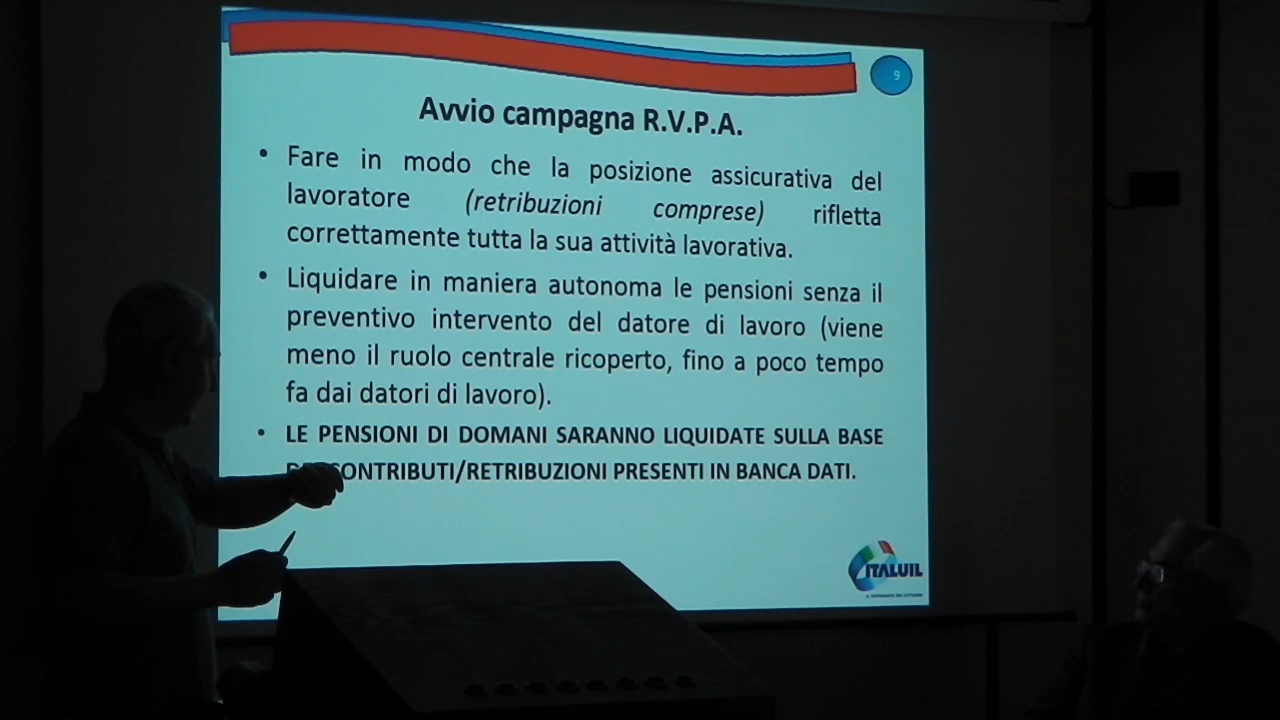 9
Avvio campagna R.V.P.A.
• Fare in modo che la posizione assicurativa del
lavoratore (retribuzioni comprese) rifletta
correttamente tutta la sua attività lavorativa.
• Liquidare in maniera autonoma le pensioni senza il
preventivo intervento del datore di lavoro (viene
meno il ruolo centrale ricoperto, fino a poco tempo
fa dai datori di lavoro).
• LE PENSIONI DI DOMANI SARANNO LIQUIDATE SULLA BASE
CONTRIBUTI/RETRIBUZIONI PRESENTI IN BANCA DATI.
ITALUIL